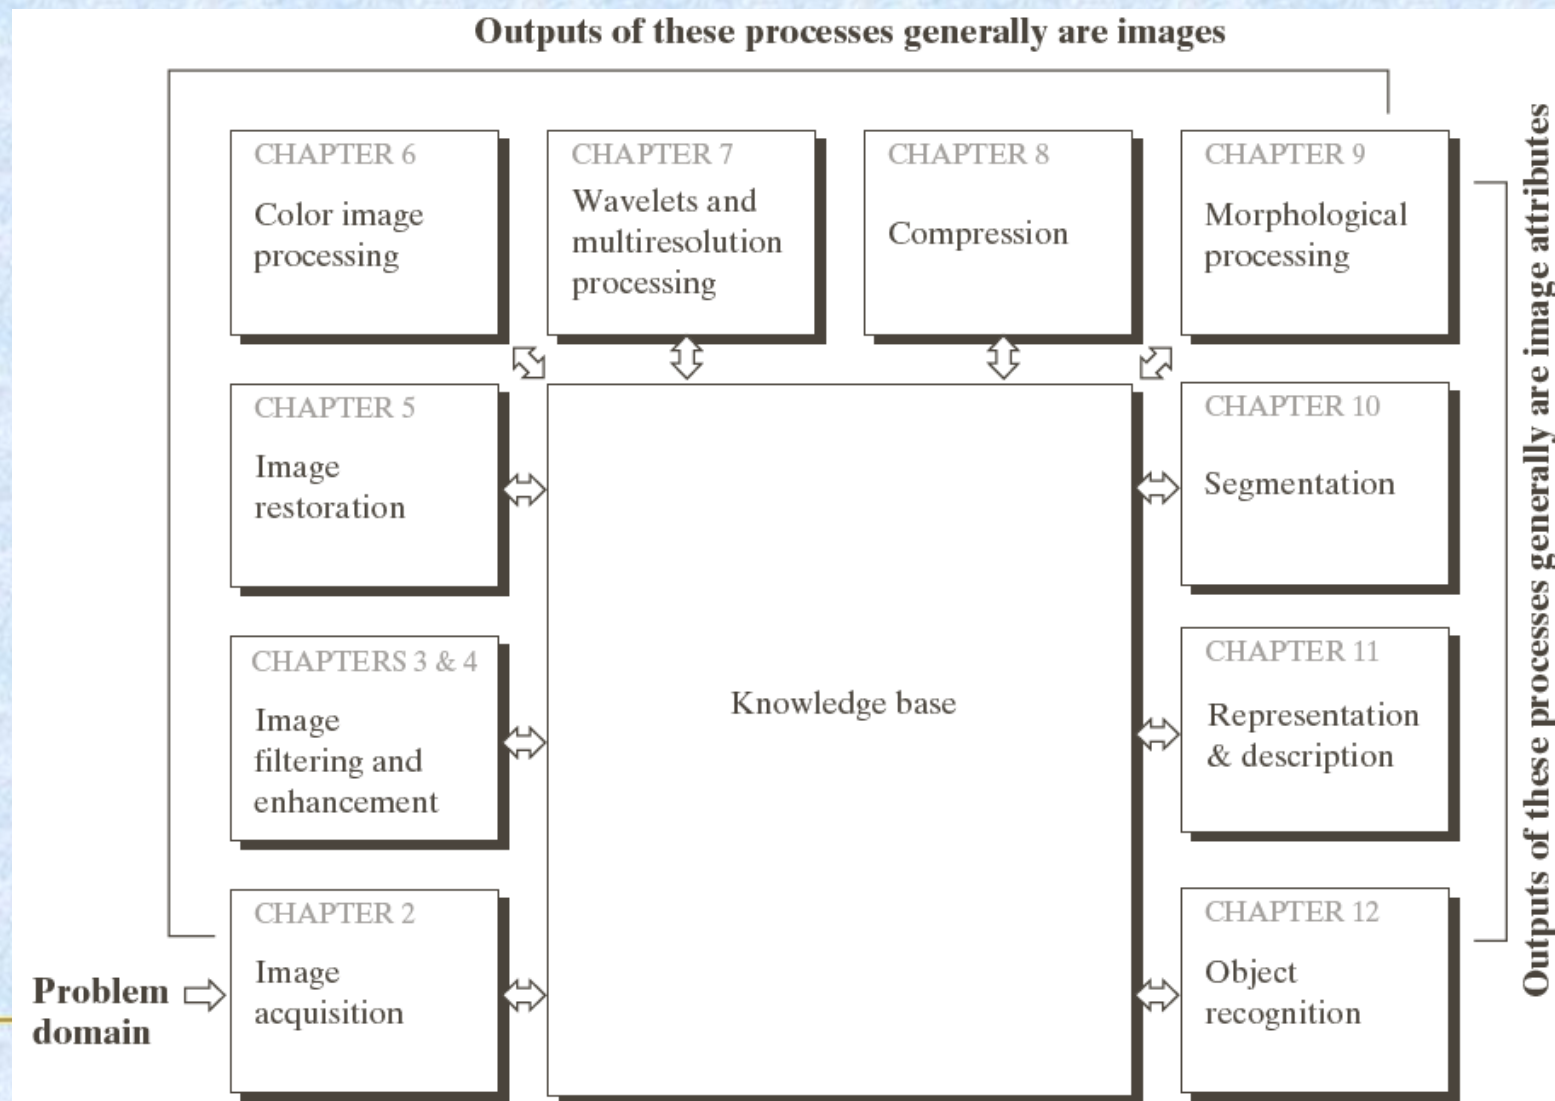 Outputs of these processes generally are images
CHAPTER 6
Color image
processing
CHAPTER 7
Wavelets and
multiresolution
processing
CHAPTER 8
Compression
CHAPTER 9
Morphological
processing
CHAPTER 5
Image
restoration
CHAPTER 10
Segmentation
CHAPTERS 3 & 4
Image
filtering and
enhancement
Knowledge base
CHAPTER 11
Representation
& description
CHAPTER 2
Image
acquisition
CHAPTER 12
Object
recognition
Problem
domain
Outputs of these processes generally are image attributes